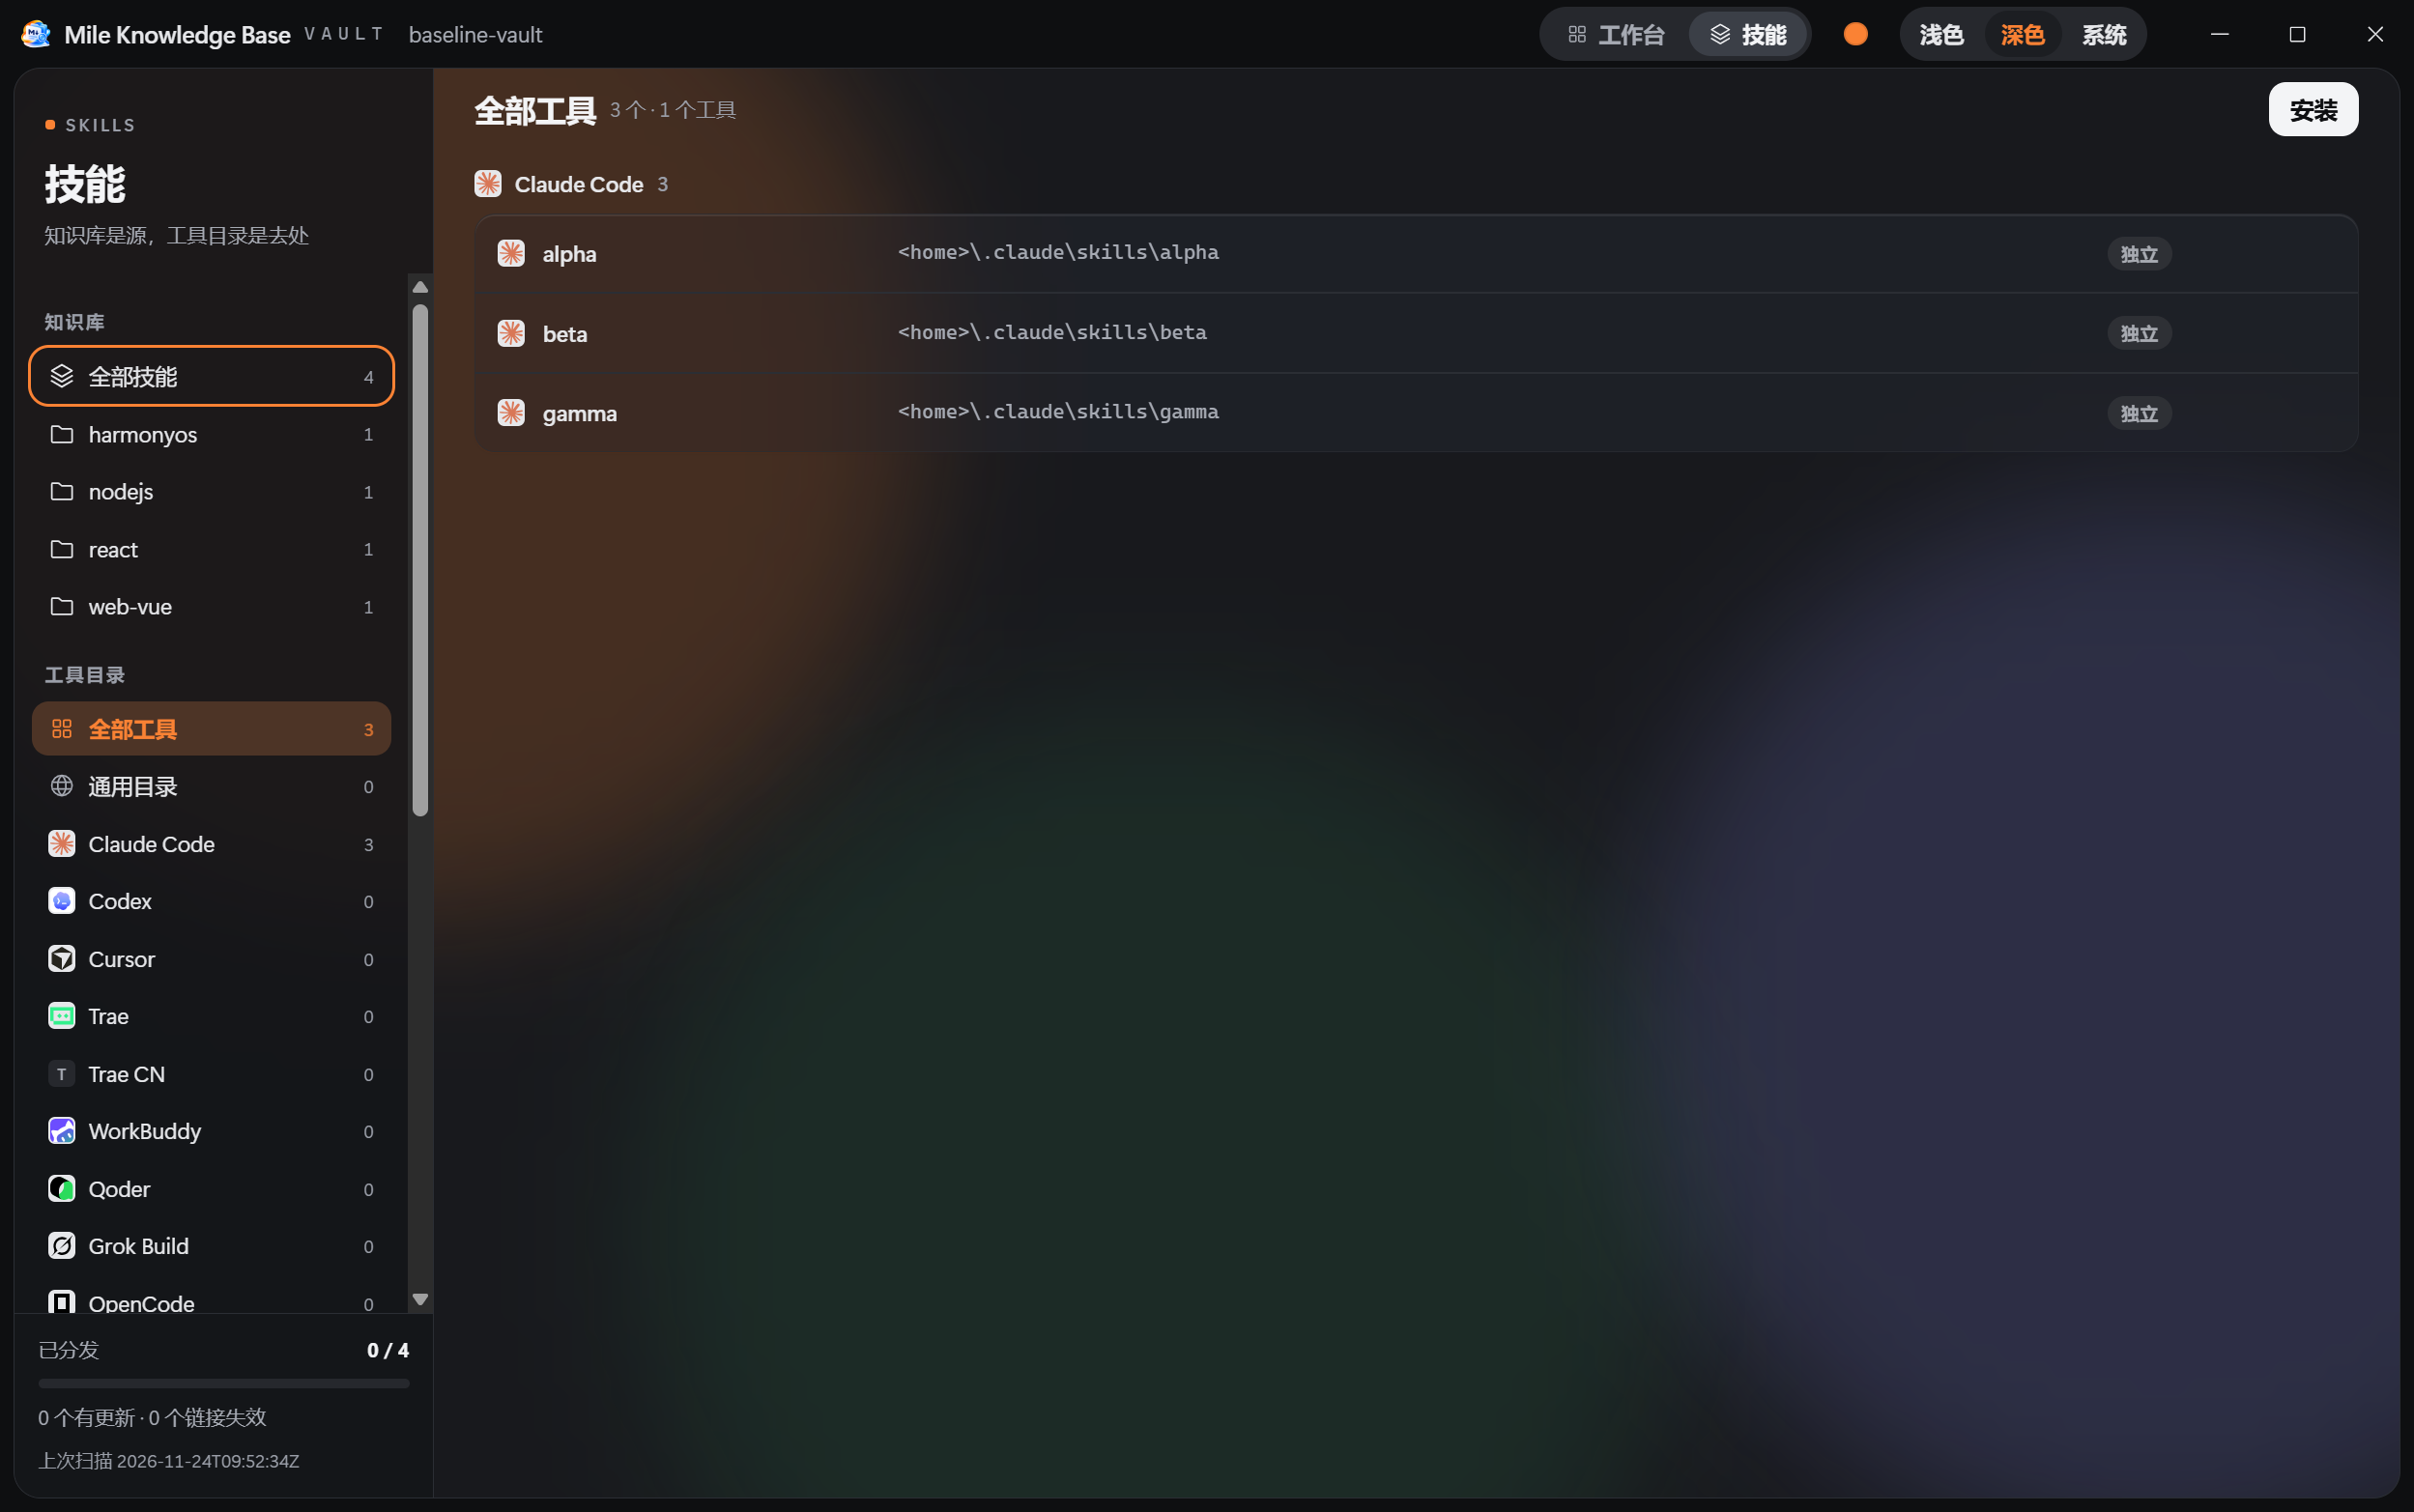 Mile Knowledge Base VAULT baseline-vault 工作台 技能 浅色 深色 系统
SKILLS
技能
知识库是源，工具目录是去处
知识库
全部技能 4
harmonyos 1
nodejs 1
react 1
web-vue 1
工具目录
全部工具 3
通用目录 0
Claude Code 3
Codex 0
Cursor 0
Trae 0
T Trae CN 0
WorkBuddy 0
Qoder 0
Grok Build 0
OpenCode 0
已分发 0 / 4
0 个有更新 · 0 个链接失效
上次扫描 2026-11-24T09:52:34Z
全部工具 3 个 · 1 个工具 安装
Claude Code 3
alpha <home>\.claude\skills\alpha 独立
beta <home>\.claude\skills\beta 独立
gamma <home>\.claude\skills\gamma 独立